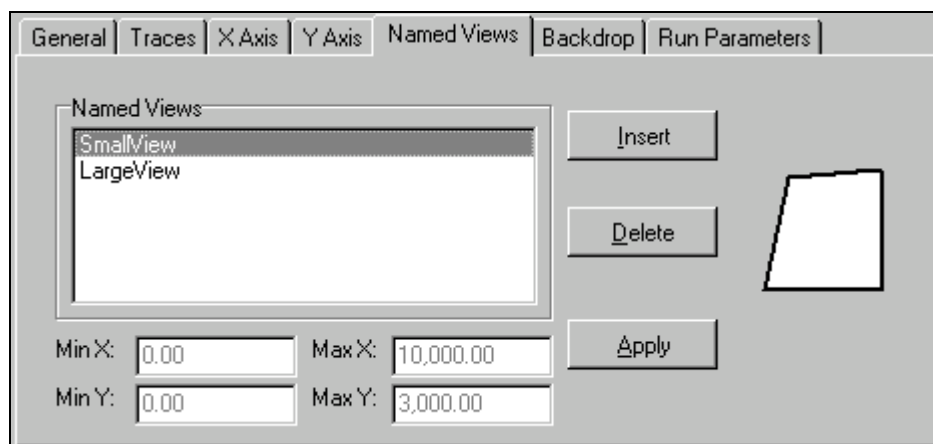 General Traces X Axis Y Axis Named Views Backdrop Run Parameters
Named Views
SmallView
LargeView
Insert
Delete
Apply
Min X: 0.00 Max X: 10,000.00
Min Y: 0.00 Max Y: 3,000.00